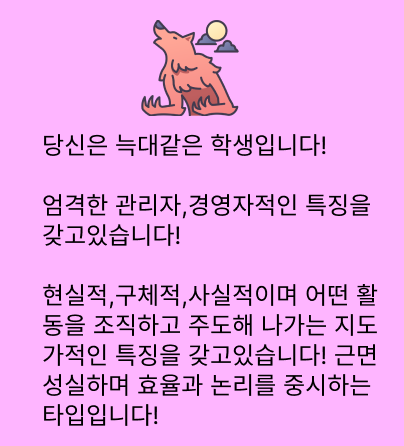 당신은 늑대같은 학생입니다!
엄격한 관리자,경영자적인 특징을
갖고있습니다!
현실적,구체적,사실적이며 어떤 활
동을 조직하고 주도해 나가는 지도
가적인 특징을 갖고있습니다! 근면
성실하며 효율과 논리를 중시하는
타입입니다!